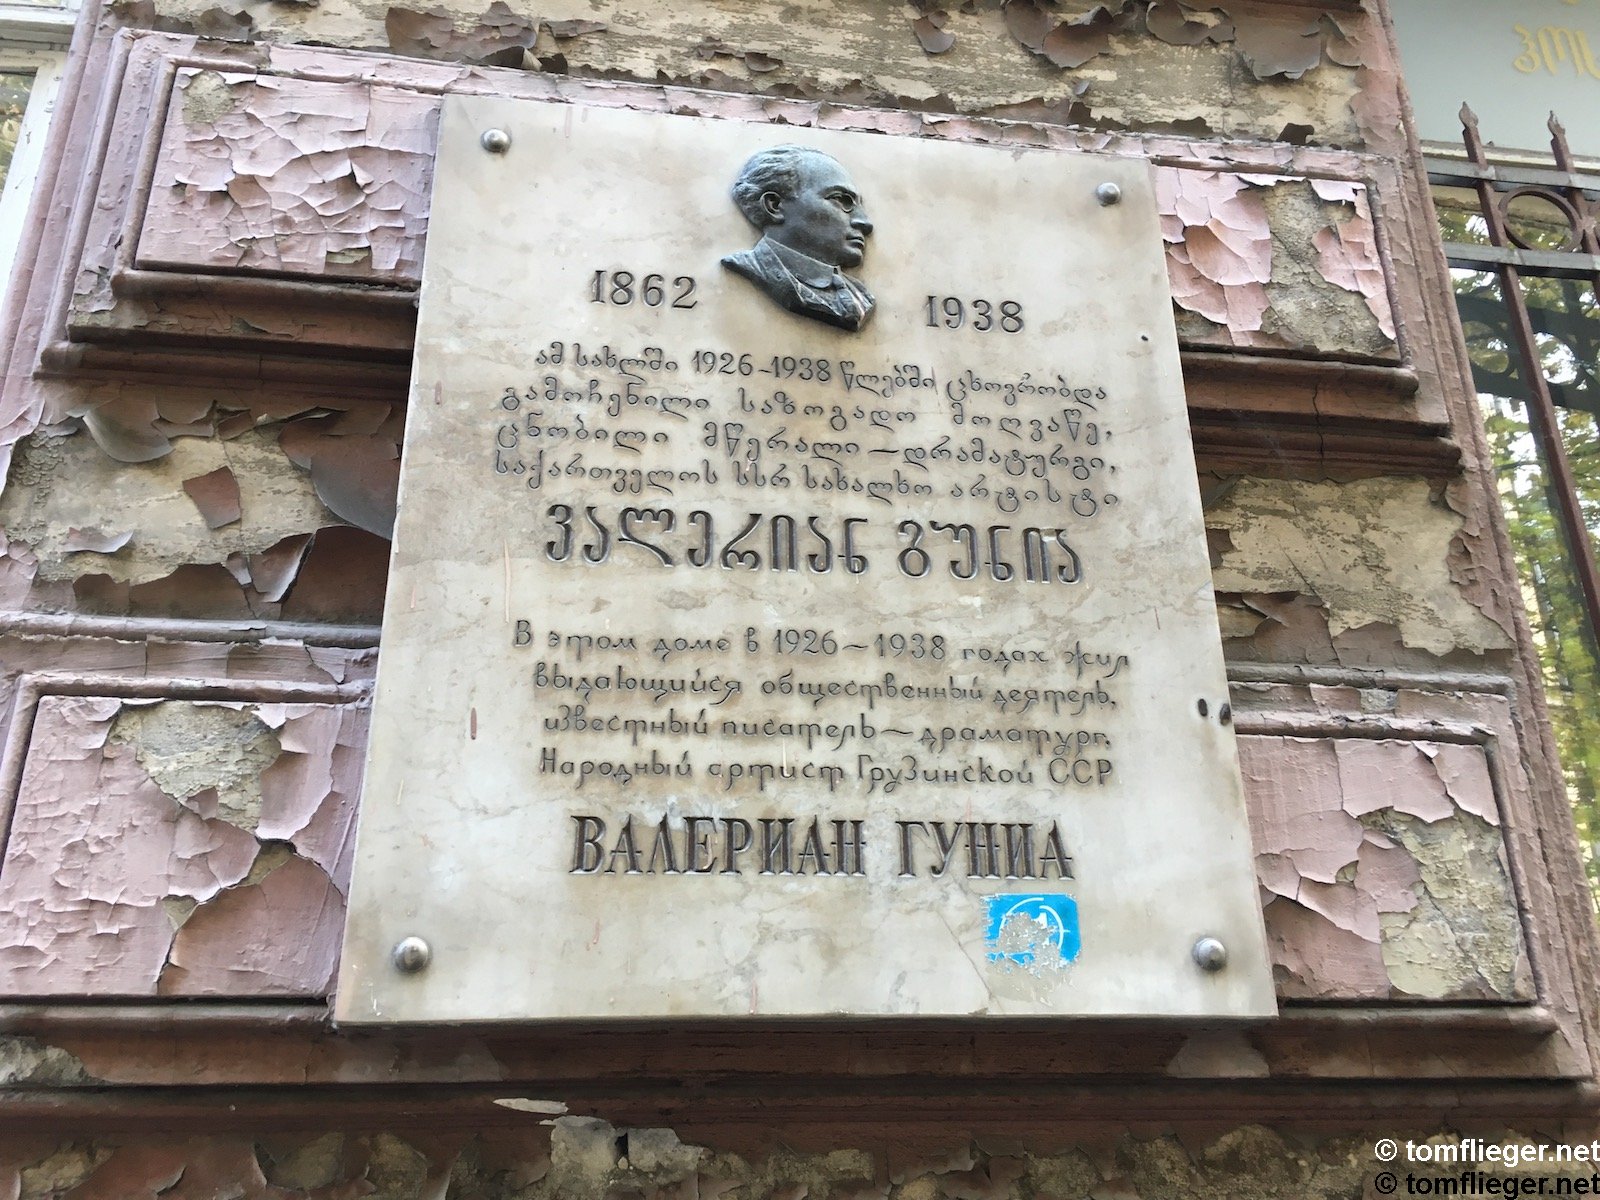 1862 1938
ამ სახლში 1926-1938 წლებში ცხოვრობდა
გამოჩენილი საზოგადო მოღვაწე,
ცნობილი მწერალი—დრამატურგი,
საქართველოს სსრ სახალხო არტისტი
ვალერიან გუნია
В этом доме в 1926—1938 годах жил
выдающийся общественный деятель,
известный писатель—драматург,
Народный артист Грузинской ССР
ВАЛЕРИАН ГУНИА
© tomflieger.net
© tomflieger.net